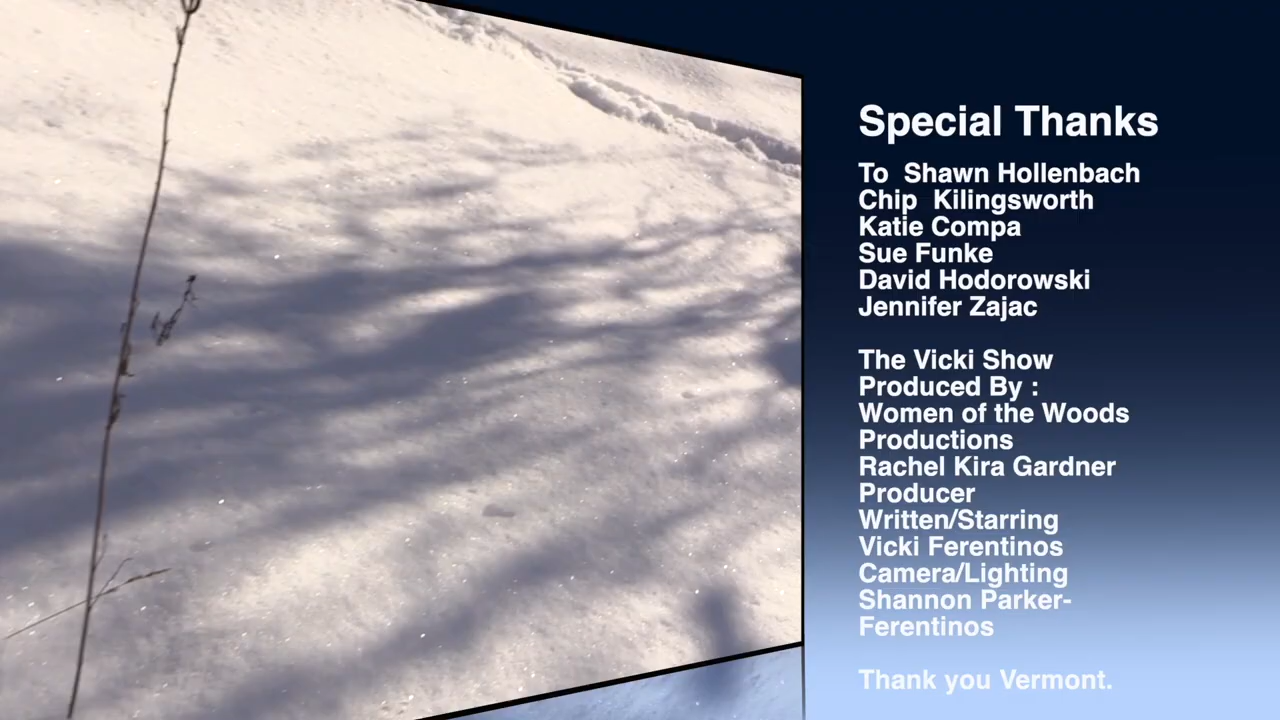 Special Thanks
To  Shawn Hollenbach
Chip  Kilingsworth
Katie Compa
Sue Funke
David Hodorowski
Jennifer Zajac
The Vicki Show
Produced By :
Women of the Woods
Productions
Rachel Kira Gardner
Producer
Written/Starring
Vicki Ferentinos
Camera/Lighting
Shannon Parker-
Ferentinos
Thank you Vermont.